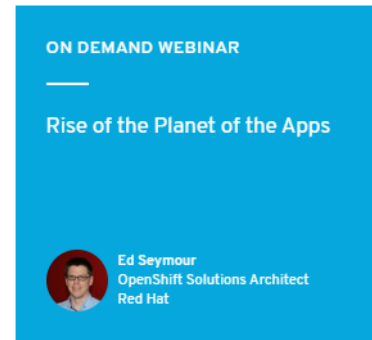 ON DEMAND WEBINAR
Rise of the Planet of the Apps
Ed Seymour
OpenShift Solutions Architect
Red Hat